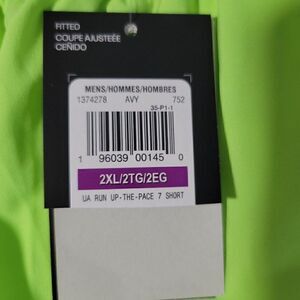 FITTED
COUPE AJUSTEÉE
CEÑIDO
MENS/HOMMES/HOMBRES
1374278 AVY 752
35-P1-1
1 96039 00145 0
2XL/2TG/2EG
UA RUN UP-THE-PACE 7 SHORT